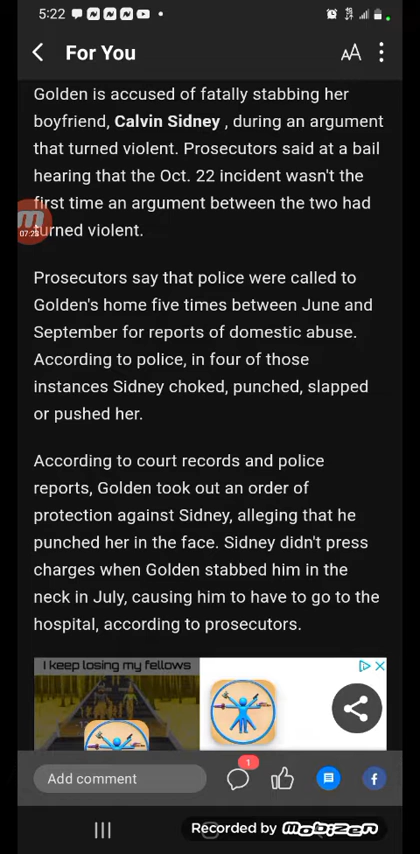 5:22
For You
AA
Golden is accused of fatally stabbing her
boyfriend, Calvin Sidney , during an argument
that turned violent. Prosecutors said at a bail
hearing that the Oct. 22 incident wasn't the
first time an argument between the two had
turned violent.
07:23
Prosecutors say that police were called to
Golden's home five times between June and
September for reports of domestic abuse.
According to police, in four of those
instances Sidney choked, punched, slapped
or pushed her.
According to court records and police
reports, Golden took out an order of
protection against Sidney, alleging that he
punched her in the face. Sidney didn't press
charges when Golden stabbed him in the
neck in July, causing him to have to go to the
hospital, according to prosecutors.
I keep losing my fellows
1
Add comment
Recorded by mobizen